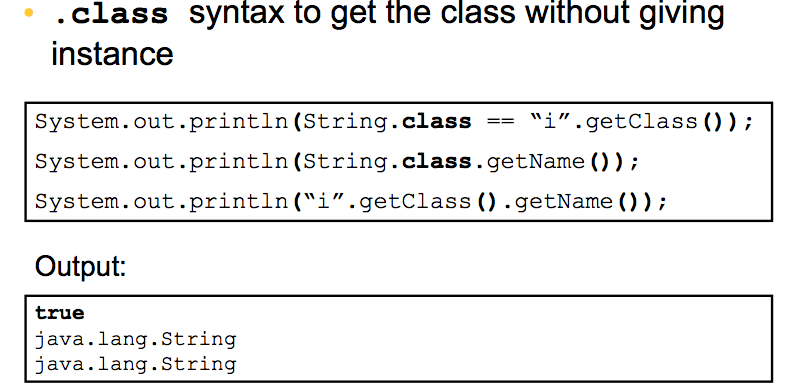 • .class syntax to get the class without giving
instance
System.out.println(String.class == “i”.getClass());
System.out.println(String.class.getName());
System.out.println(“i”.getClass().getName());
Output:
true
java.lang.String
java.lang.String